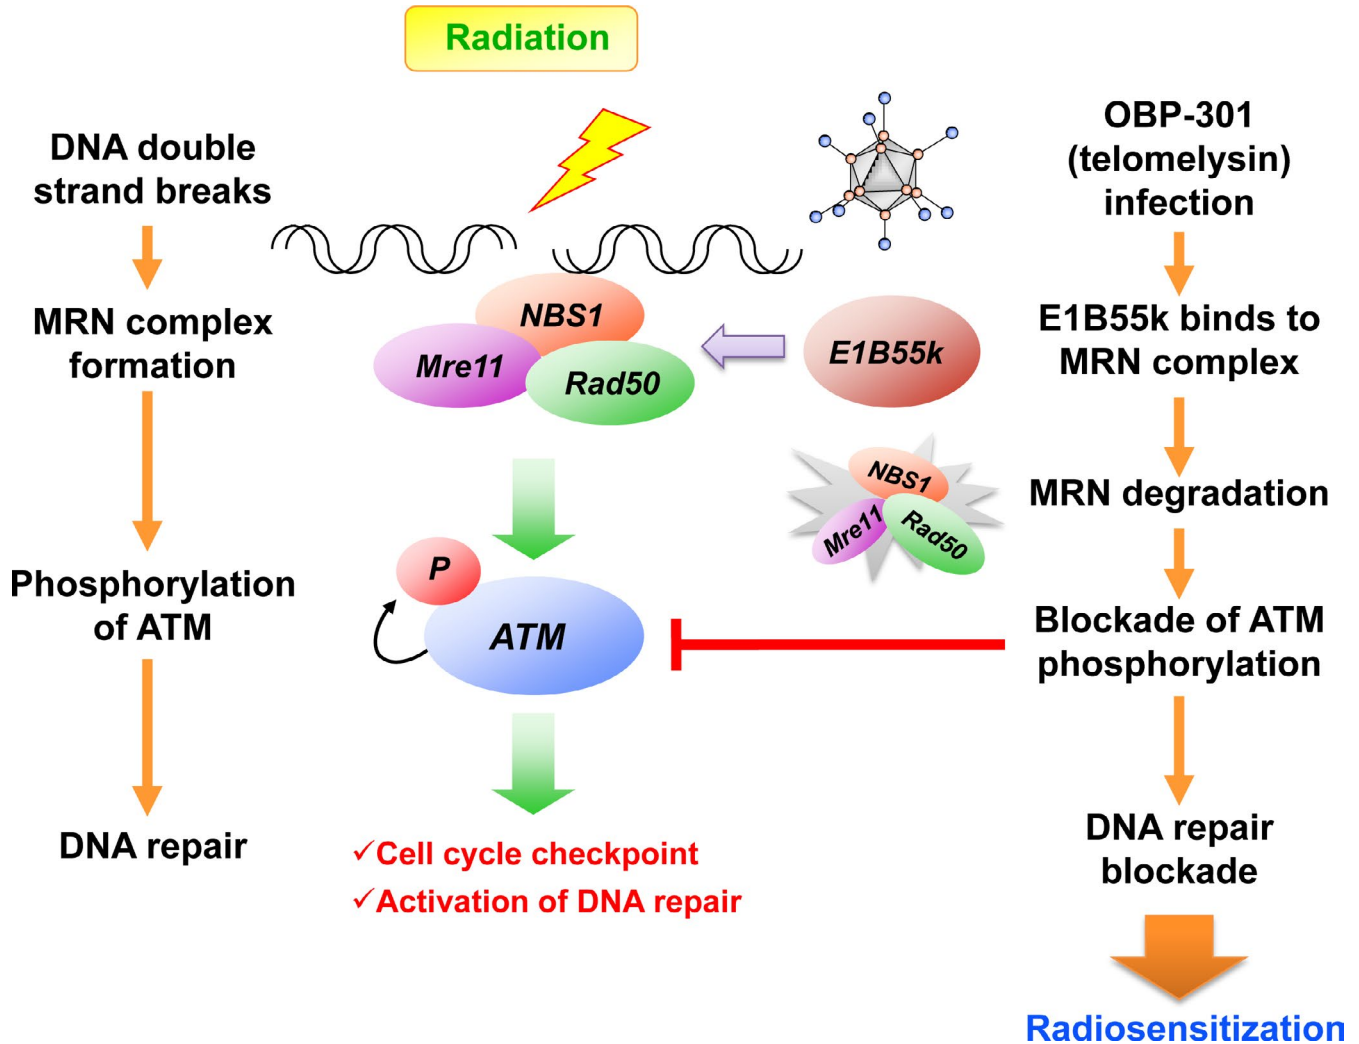 Radiation
DNA double
strand breaks
MRN complex
formation
Phosphorylation
of ATM
DNA repair
NBS1
Mre11
Rad50
E1B55k
NBS1
Mre11
Rad50
P
ATM
✓Cell cycle checkpoint
✓Activation of DNA repair
OBP-301
(telomelysin)
infection
E1B55k binds to
MRN complex
MRN degradation
Blockade of ATM
phosphorylation
DNA repair
blockade
Radiosensitization